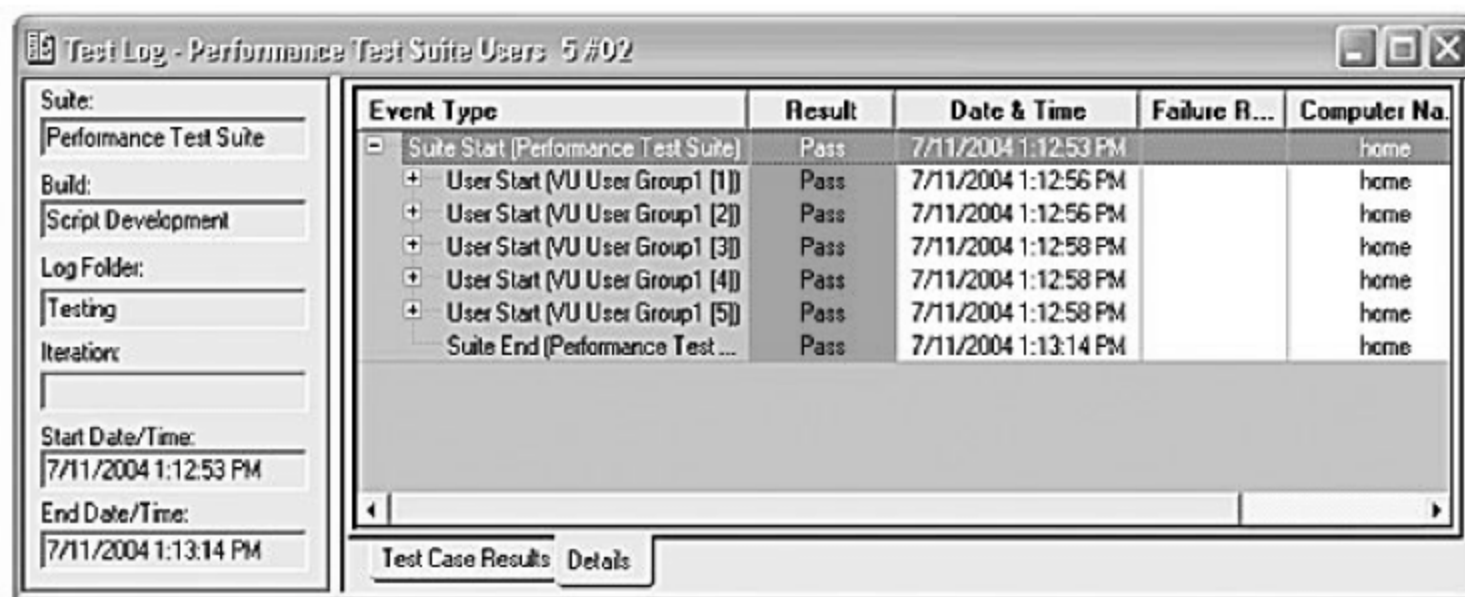 Test Log - Performance Test Suite Users 5 #02
Suite:
Performance Test Suite
Build:
Script Development
Log Folder:
Testing
Iteration:
Start Date/Time:
7/11/2004 1:12:53 PM
End Date/Time:
7/11/2004 1:13:14 PM
Event Type Result Date & Time Failure R... Computer Na.
Suite Start (Performance Test Suite) Pass 7/11/2004 1:12:53 PM home
User Start (VU User Group1 [1]) Pass 7/11/2004 1:12:56 PM home
User Start (VU User Group1 [2]) Pass 7/11/2004 1:12:56 PM home
User Start (VU User Group1 [3]) Pass 7/11/2004 1:12:58 PM home
User Start (VU User Group1 [4]) Pass 7/11/2004 1:12:58 PM home
User Start (VU User Group1 [5]) Pass 7/11/2004 1:12:58 PM home
Suite End (Performance Test ... Pass 7/11/2004 1:13:14 PM home
Test Case Results Details